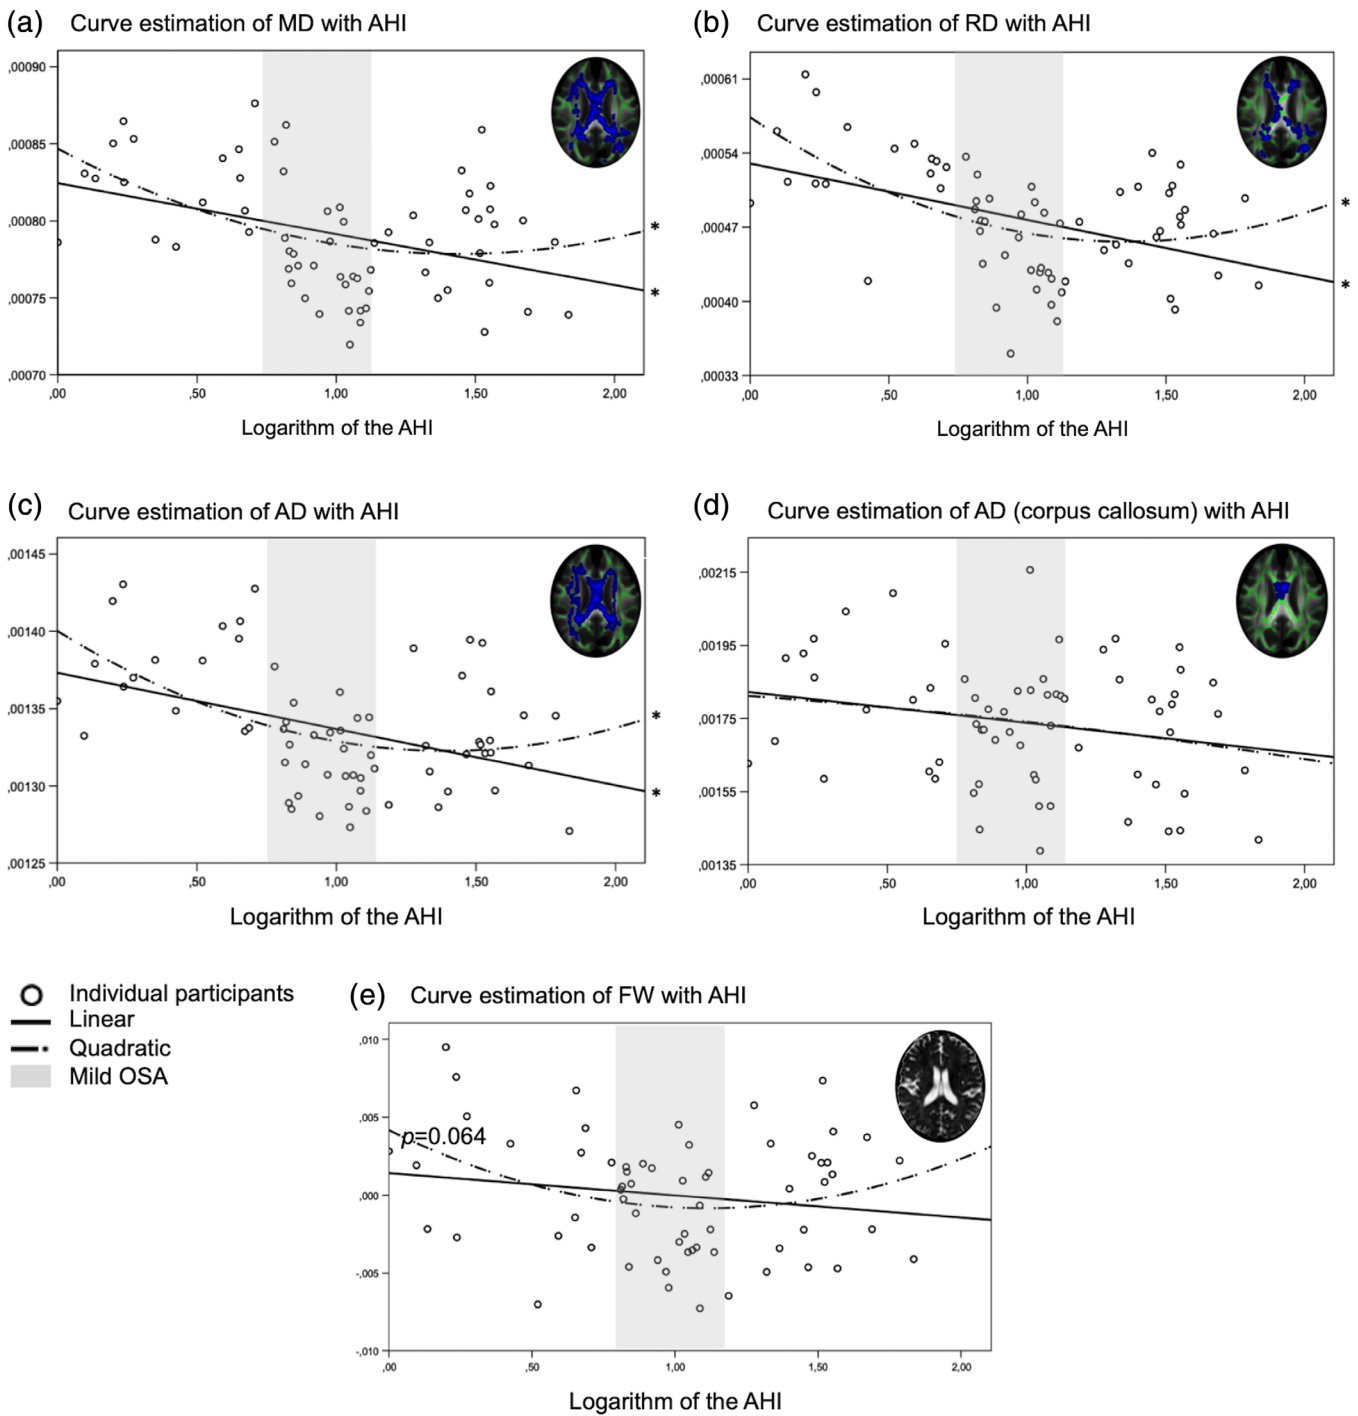 (a) Curve estimation of MD with AHI
,00090
,00085
,00080
,00075
,00070
*
*
,00 ,50 1,00 1,50 2,00
Logarithm of the AHI
(b) Curve estimation of RD with AHI
,00061
,00054
,00047
,00040
,00033
*
*
,00 ,50 1,00 1,50 2,00
Logarithm of the AHI
(c) Curve estimation of AD with AHI
,00145
,00140
,00135
,00130
,00125
*
*
,00 ,50 1,00 1,50 2,00
Logarithm of the AHI
(d) Curve estimation of AD (corpus callosum) with AHI
,00215
,00195
,00175
,00155
,00135
,00 ,50 1,00 1,50 2,00
Logarithm of the AHI
Individual participants
Linear
Quadratic
Mild OSA
(e) Curve estimation of FW with AHI
,010
,005
,000
-,005
-,010
p=0.064
,00 ,50 1,00 1,50 2,00
Logarithm of the AHI